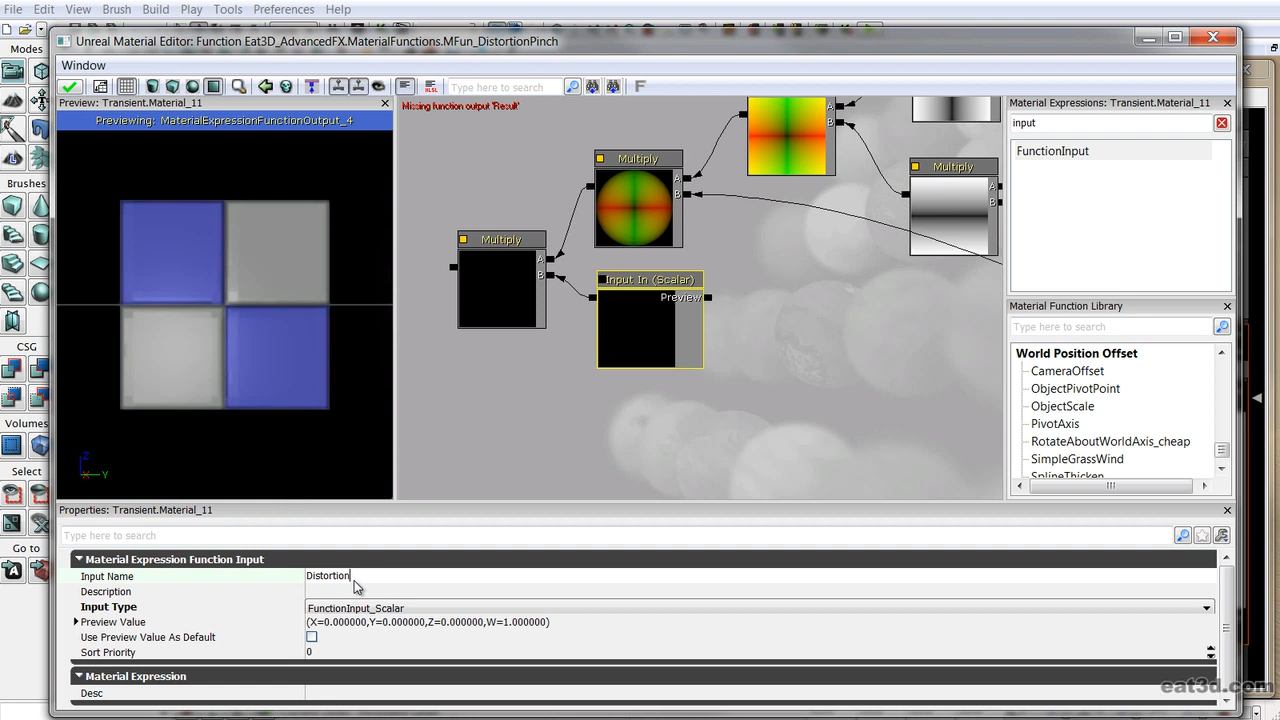 File Edit View Brush Build Play Tools Preferences Help
Unreal Material Editor: Function Eat3D_AdvancedFX.MaterialFunctions.MFun_DistortionPinch
Modes
Window
Type here to search
F
Preview: Transient.Material_11
Previewing: MaterialExpressionFunctionOutput_4
Missing function output 'Result'
A
B
Multiply
A
B
Multiply
A
B
Multiply
A
B
Input In (Scalar)
Preview
Z
X
Y
Material Expressions: Transient.Material_11
input
FunctionInput
Material Function Library
Type here to search
World Position Offset
CameraOffset
ObjectPivotPoint
ObjectScale
PivotAxis
RotateAboutWorldAxis_cheap
SimpleGrassWind
SplineThicken
Brushes
CSG
Volumes
Select
Go to
Properties: Transient.Material_11
Type here to search
Material Expression Function Input
Input Name Distortion
Description
Input Type FunctionInput_Scalar
Preview Value (X=0.000000,Y=0.000000,Z=0.000000,W=1.000000)
Use Preview Value As Default
Sort Priority 0
Material Expression
Desc
eat3d.com